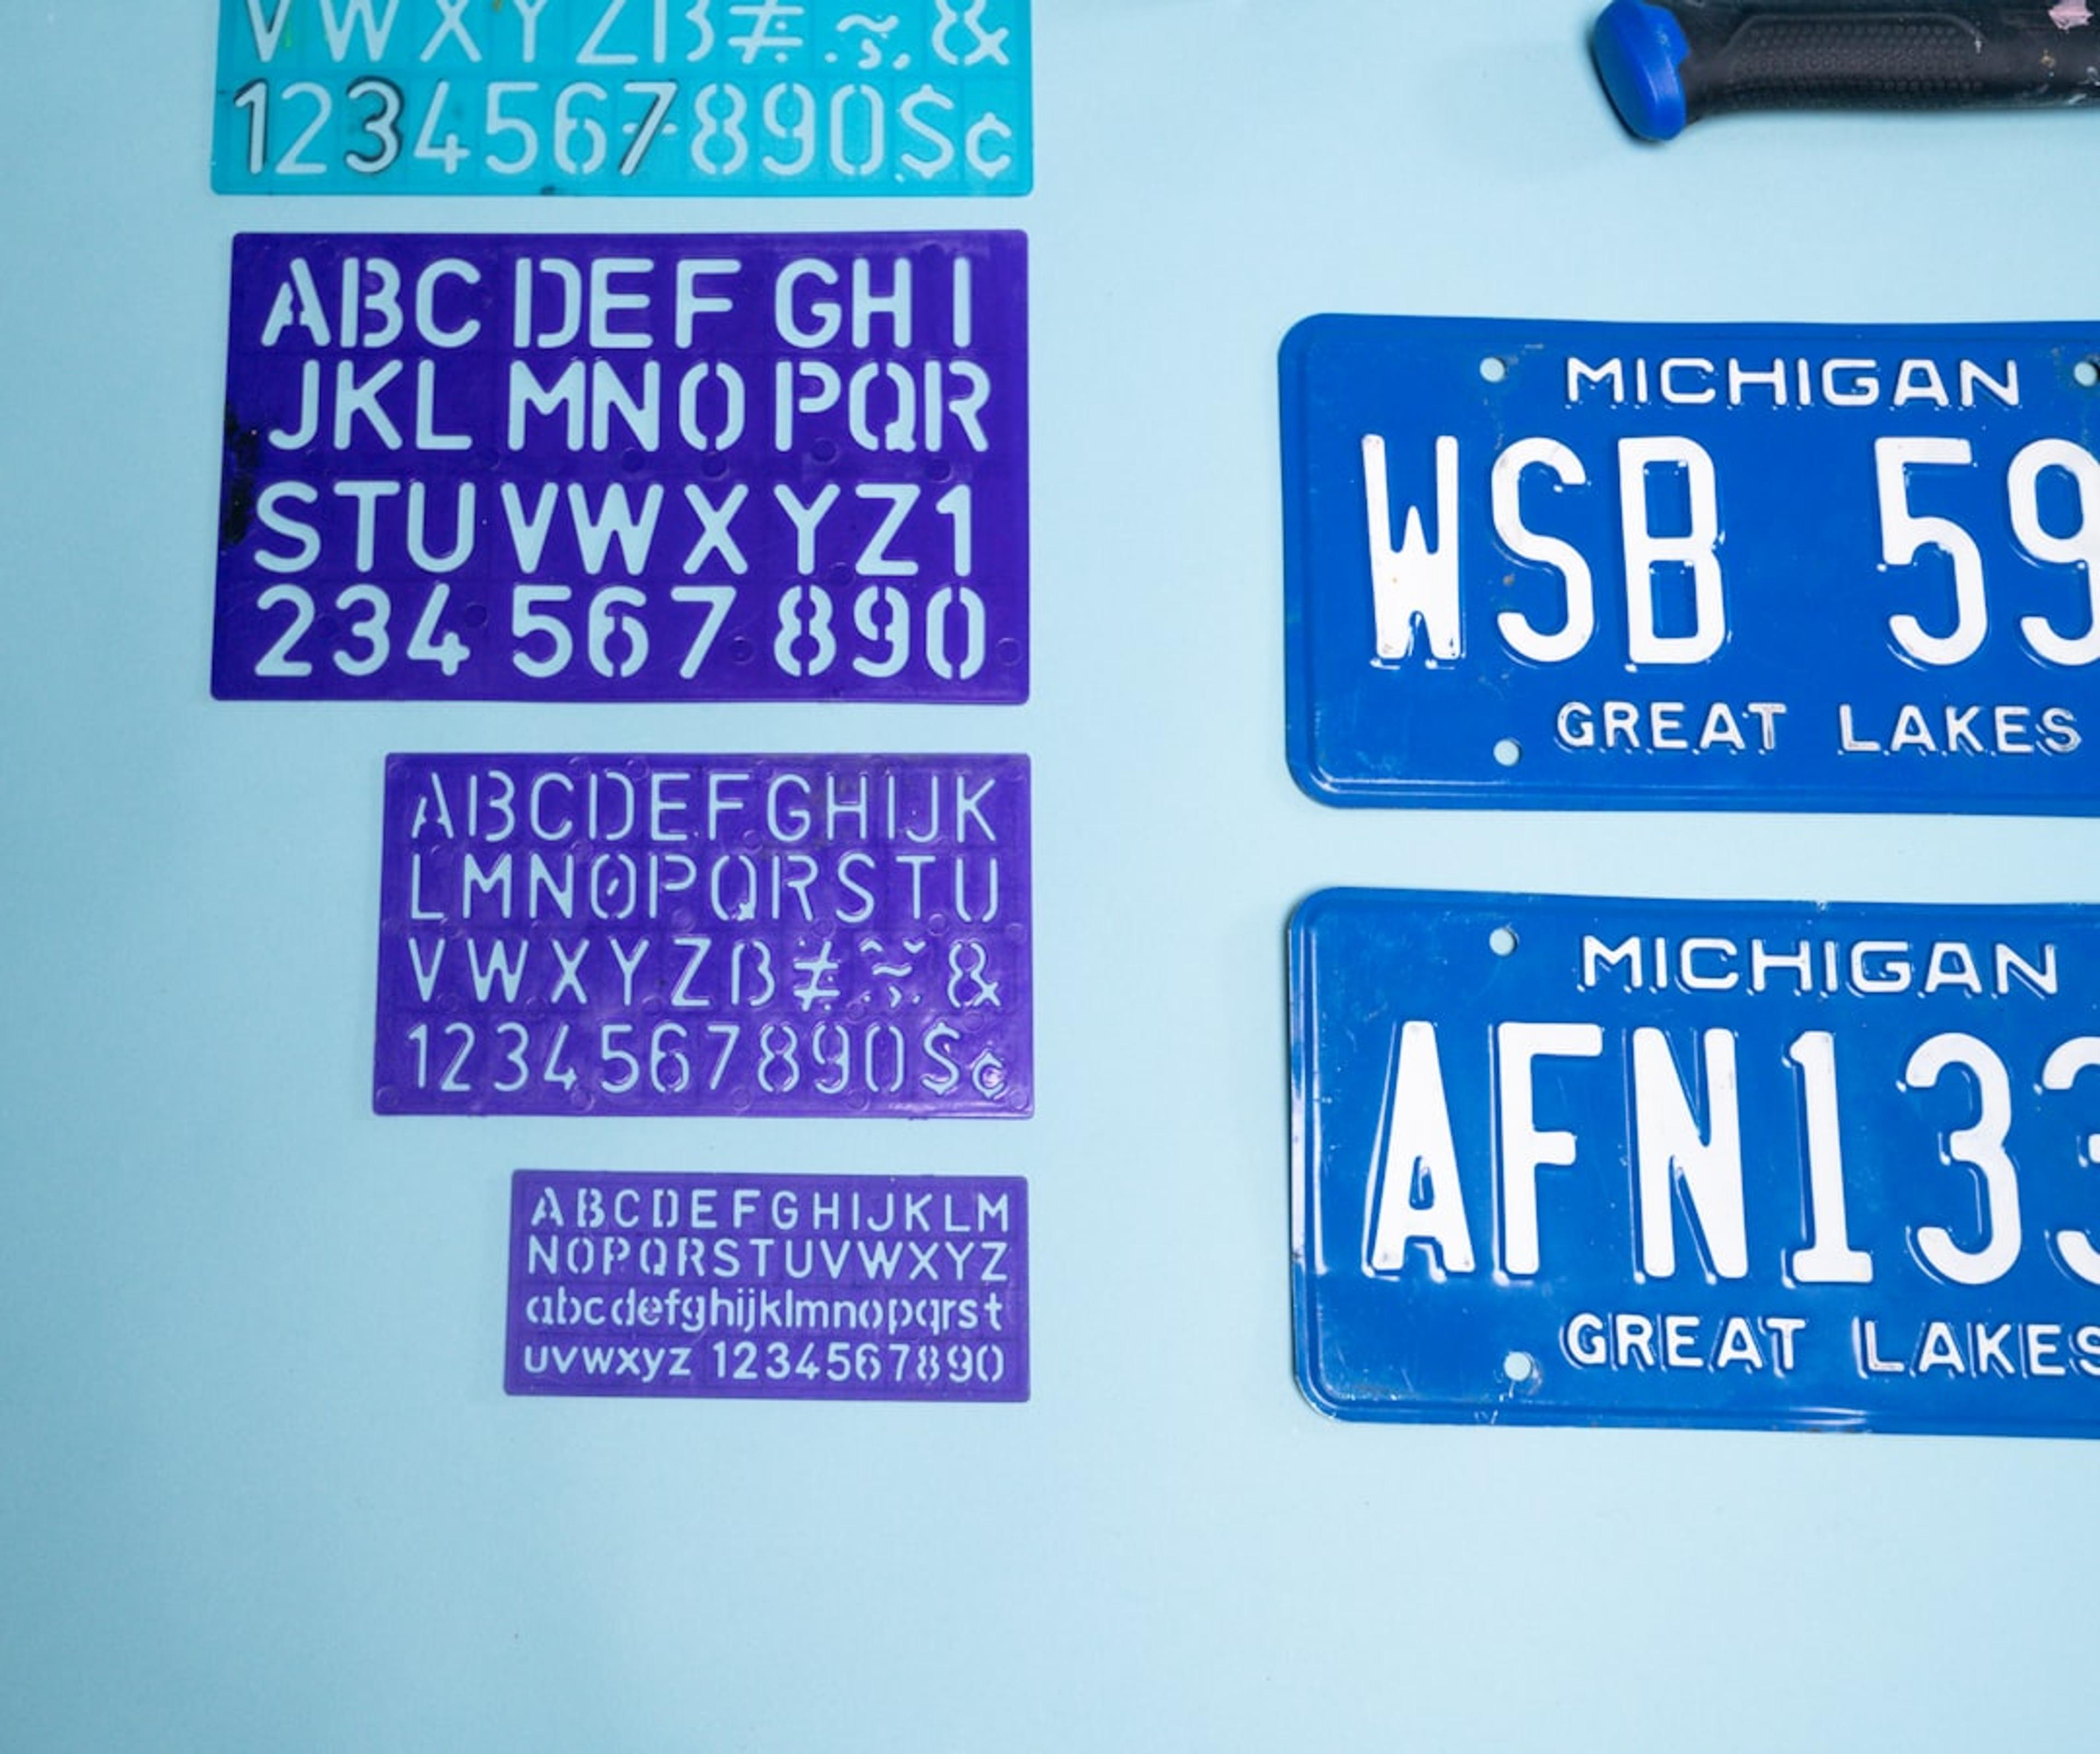 VWXYZß≠&
1234567890$¢
ABC DEF GHI
JKL MNO PQR
STU VWX YZ1
234 567 890
ABCDEFGHIJK
LMNOPQRSTU
VWXYZß≠&
1234567890$¢
ABCDEFGHIJKLM
NOPQRSTUVWXYZ
abcdefghijklmnopqrst
uvwxyz 1234567890
MICHIGAN
WSB 59
GREAT LAKES
MICHIGAN
AFN133
GREAT LAKES